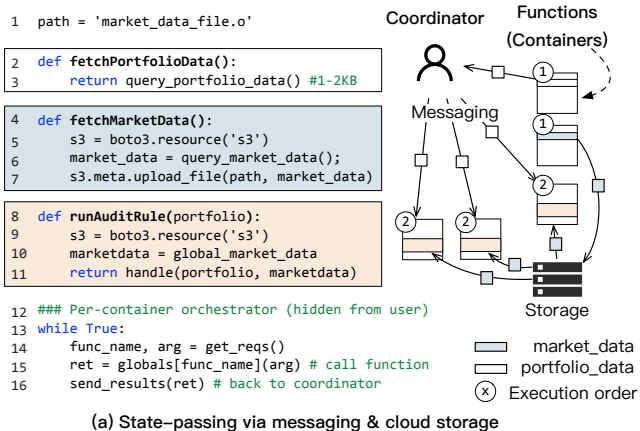 1 path = 'market_data_file.o'
2 def fetchPortfolioData():
3 return query_portfolio_data() #1-2KB
4 def fetchMarketData():
5 s3 = boto3.resource('s3')
6 market_data = query_market_data();
7 s3.meta.upload_file(path, market_data)
8 def runAuditRule(portfolio):
9 s3 = boto3.resource('s3')
10 marketdata = global_market_data
11 return handle(portfolio, marketdata)
12 ### Per-container orchestrator (hidden from user)
13 while True:
14 func_name, arg = get_reqs()
15 ret = globals[func_name](arg) # call function
16 send_results(ret) # back to coordinator
Coordinator
Functions
(Containers)
1
Messaging
1
2
2
2
Storage
market_data
portfolio_data
x Execution order
(a) State-passing via messaging & cloud storage